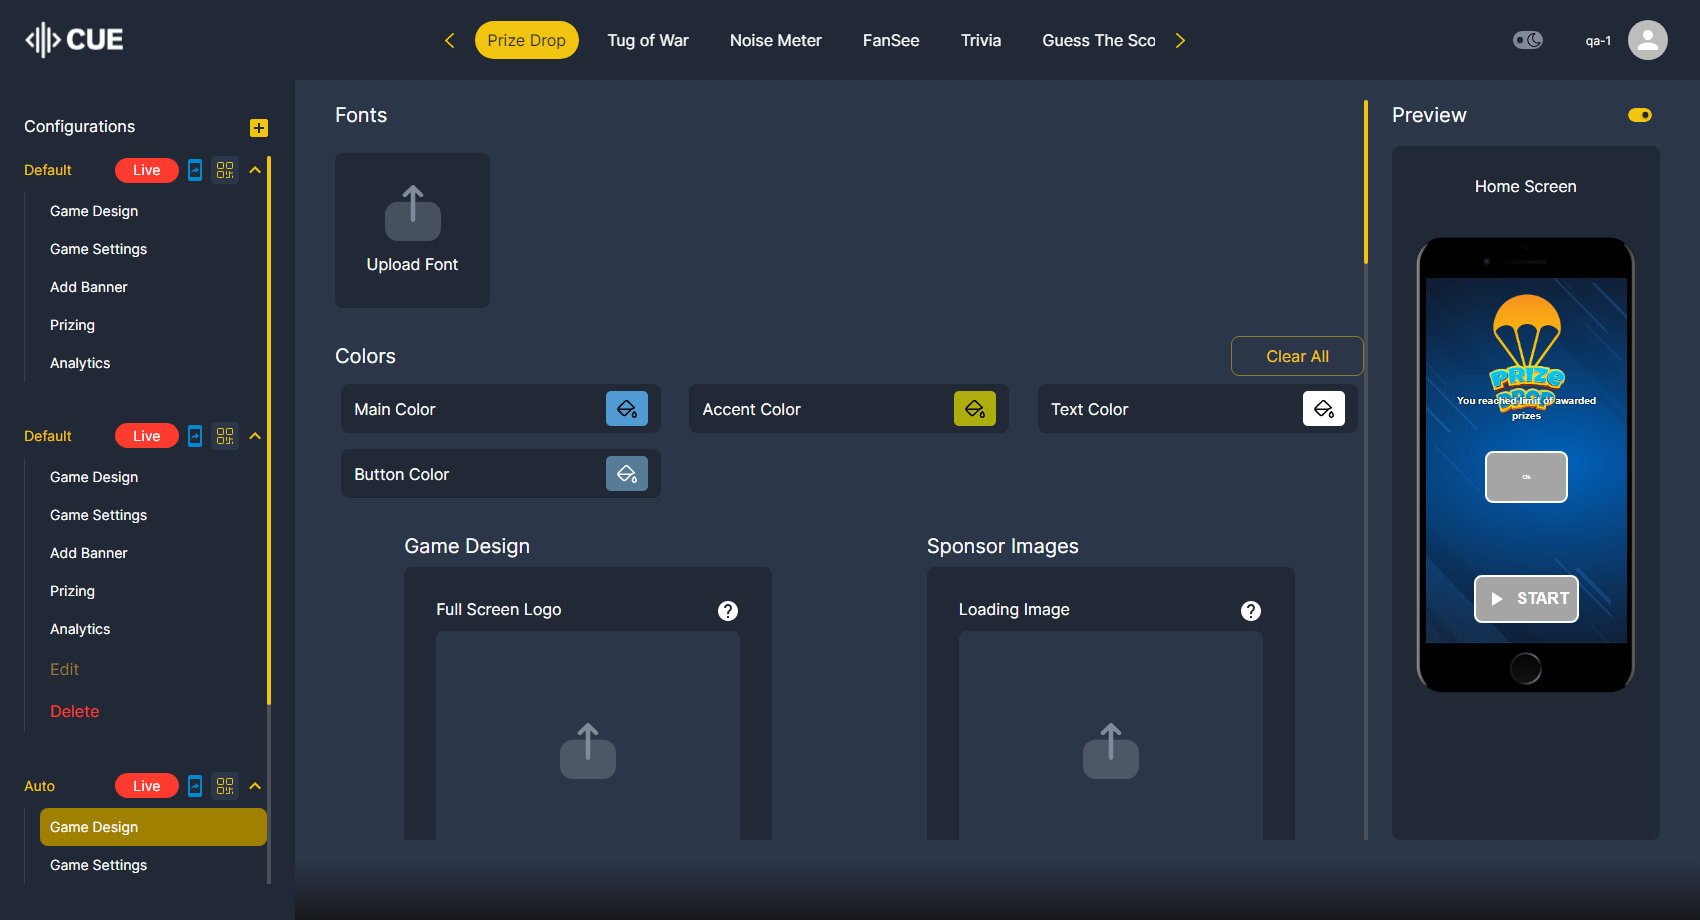 CUE
Prize Drop
Tug of War
Noise Meter
FanSee
Trivia
Guess The Sco
qa-1
Configurations
Default
Live
Game Design
Game Settings
Add Banner
Prizing
Analytics
Default
Live
Game Design
Game Settings
Add Banner
Prizing
Analytics
Edit
Delete
Auto
Live
Game Design
Game Settings
Fonts
Upload Font
Colors
Clear All
Main Color
Accent Color
Text Color
Button Color
Game Design
Full Screen Logo
?
Sponsor Images
Loading Image
?
Preview
Home Screen
PRIZE
DROP
You reached limit of awarded
prizes
Ok
START